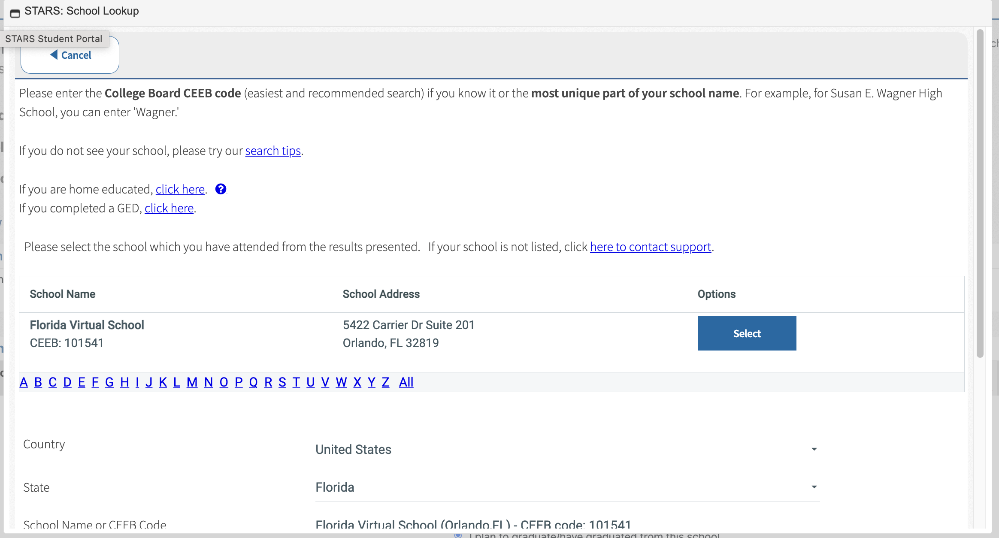 STARS: School Lookup
STARS Student Portal
Cancel
Please enter the College Board CEEB code (easiest and recommended search) if you know it or the most unique part of your school name. For example, for Susan E. Wagner High
School, you can enter 'Wagner.'
If you do not see your school, please try our search tips.
If you are home educated, click here. ?
If you completed a GED, click here.
Please select the school which you have attended from the results presented. If your school is not listed, click here to contact support.
School Name School Address Options
Florida Virtual School 5422 Carrier Dr Suite 201 Select
CEEB: 101541 Orlando, FL 32819
A B C D E F G H I J K L M N O P Q R S T U V W X Y Z All
Country United States
State Florida
School Name or CEEB Code Florida Virtual School (Orlando,FL) - CEEB code: 101541
I plan to graduate/have graduated from this school